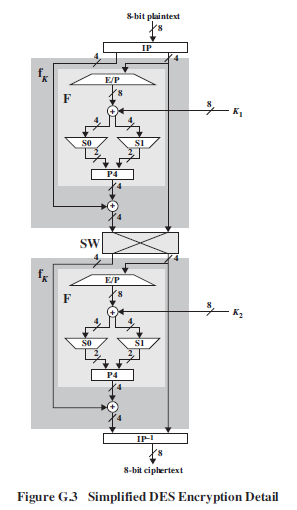 8-bit plaintext
8
IP
4
4
fK
E/P
F
8
+
8
K1
4
4
S0
S1
2
2
P4
4
+
4
SW
4
4
fK
E/P
F
8
+
8
K2
4
4
S0
S1
2
2
P4
4
+
4
IP–1
8
8-bit ciphertext
Figure G.3 Simplified DES Encryption Detail